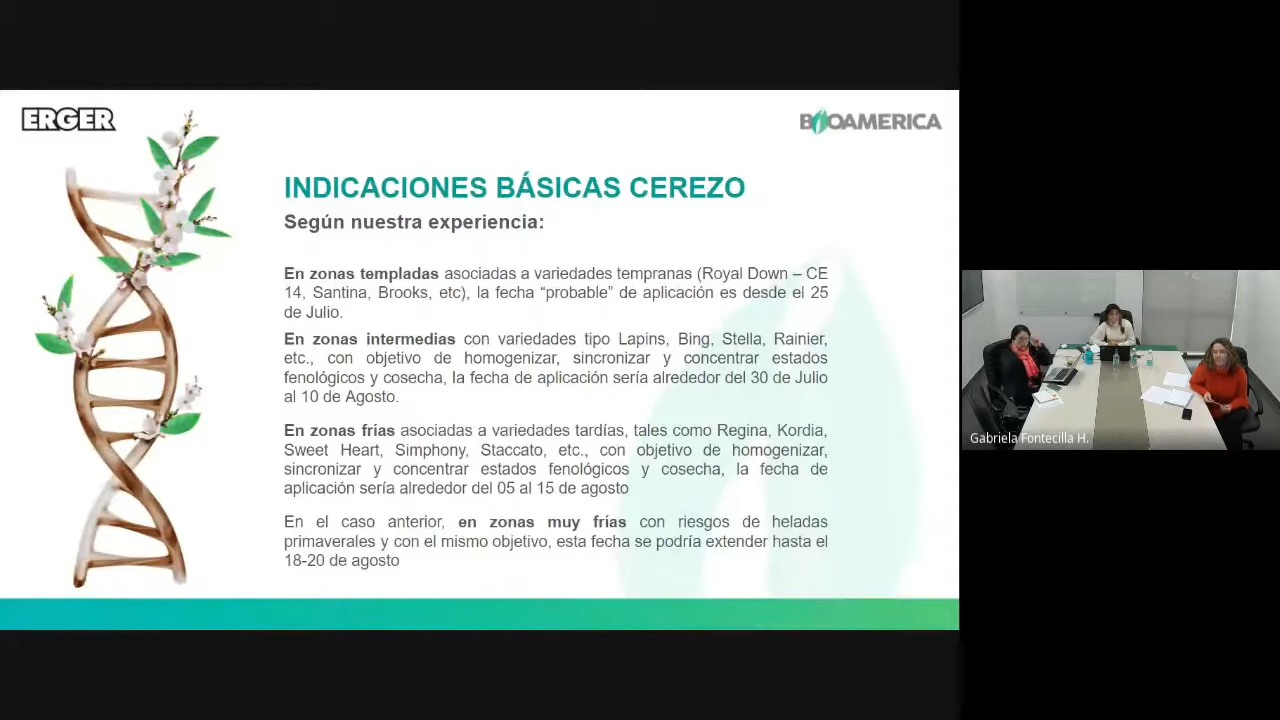 ERGER
BIOAMERICA
INDICACIONES BÁSICAS CEREZO
Según nuestra experiencia:
En zonas templadas asociadas a variedades tempranas (Royal Down – CE
14, Santina, Brooks, etc), la fecha “probable” de aplicación es desde el 25
de Julio.
En zonas intermedias con variedades tipo Lapins, Bing, Stella, Rainier,
etc., con objetivo de homogenizar, sincronizar y concentrar estados
fenológicos y cosecha, la fecha de aplicación sería alrededor del 30 de Julio
al 10 de Agosto.
En zonas frías asociadas a variedades tardías, tales como Regina, Kordia,
Sweet Heart, Simphony, Staccato, etc., con objetivo de homogenizar,
sincronizar y concentrar estados fenológicos y cosecha, la fecha de
aplicación sería alrededor del 05 al 15 de agosto
En el caso anterior, en zonas muy frías con riesgos de heladas
primaverales y con el mismo objetivo, esta fecha se podría extender hasta el
18-20 de agosto
Gabriela Fontecilla H.